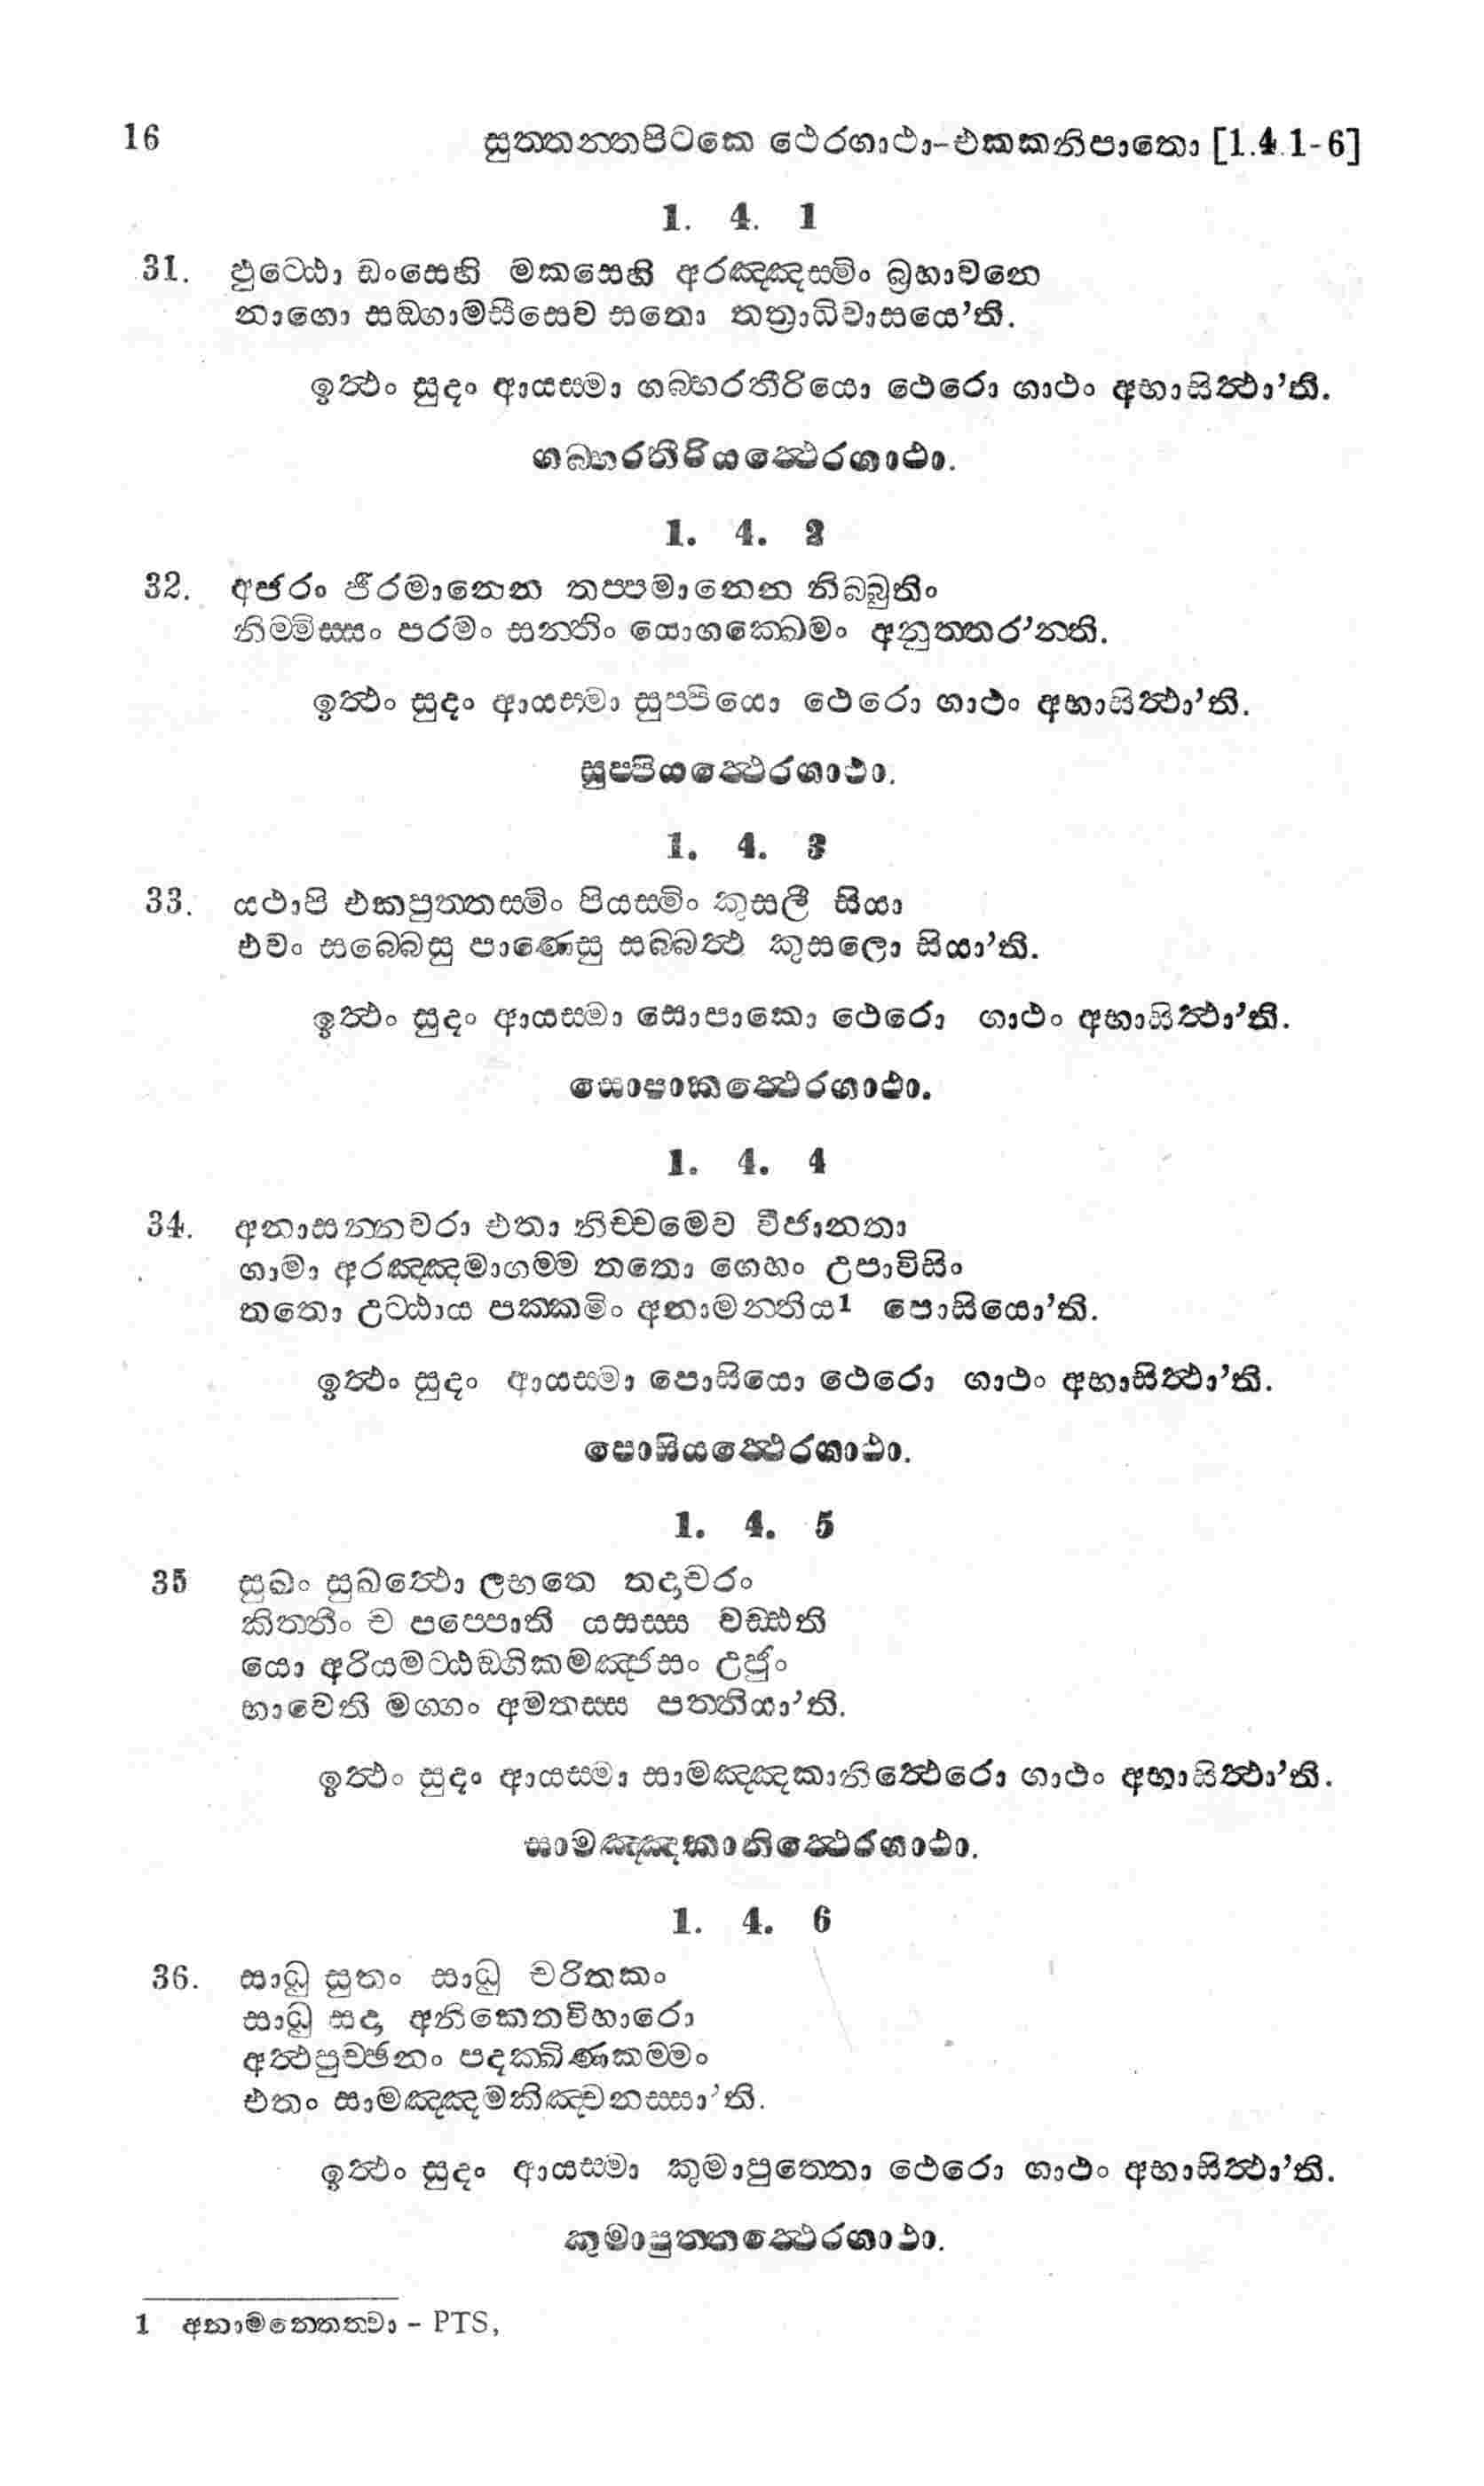 16 සුත්තන්තපිටකෙ ථෙරගාථා-එකකනිපාතො [1.4.1-6]
1. 4. 1
31. ඵුට්ඨො ඩංසෙහි මකසෙහි අරඤ්ඤස්මිං බ්‍රහාවනෙ
නාගො සඞ්ගාමසීසෙව සතො තත්‍රාධිවාසයෙ’ති.
ඉත්ථං සුදං ආයස්මා ගබ්භරතීරියො ථෙරො ගාථං අභාසිත්ථා’ති.
ගබ්භරතීරියත්ථෙරගාථා.
1. 4. 2
32. අජරං ජීරමානෙන තප්පමානෙන නිබ්බුතිං
නිම්මිස්සං පරමං සන්තිං යොගක්ඛෙමං අනුත්තර’න්ති.
ඉත්ථං සුදං ආයස්මා සුප්පියො ථෙරො ගාථං අභාසිත්ථා’ති.
සුප්පියත්ථෙරගාථා.
1. 4. 3
33. යථාපි එකපුත්තස්මිං පියස්මිං කුසලී සියා
එවං සබ්බෙසු පාණෙසු සබ්බත්ථ කුසලො සියා’ති.
ඉත්ථං සුදං ආයස්මා සොපාකො ථෙරො ගාථං අභාසිත්ථා’ති.
සොපාකත්ථෙරගාථා.
1. 4. 4
34. අනාසන්නවරා එතා නිච්චමෙව විජානතා
ගාමා අරඤ්ඤමාගම්ම තතො ගෙහං උපාවිසිං
තතො උට්ඨාය පක්කමිං අනාමන්තිය1 පොසියො’ති.
ඉත්ථං සුදං ආයස්මා පොසියො ථෙරො ගාථං අභාසිත්ථා’ති.
පොසියත්ථෙරගාථා.
1. 4. 5
35 සුඛං සුඛත්ථො ලභතෙ තදාචරං
කිත්තිං ච පප්පොති යසස්ස වඩ්ඪති
යො අරියමට්ඨඞ්ගිකමඤ්ජසං උජුං
භාවෙති මග්ගං අමතස්ස පත්තියා’ති.
ඉත්ථං සුදං ආයස්මා සාමඤ්ඤකානිත්ථෙරො ගාථං අභාසිත්ථා’ති.
සාමඤ්ඤකානිත්ථෙරගාථා.
1. 4. 6
36. සාධු සුතං සාධු චරිතකං
සාධු සදා අනිකෙතවිහාරො
අත්ථපුච්ඡනං පදක්ඛිණකම්මං
එතං සාමඤ්ඤමකිඤ්චනස්සා’ති.
ඉත්ථං සුදං ආයස්මා කුමාපුත්තො ථෙරො ගාථං අභාසිත්ථා’ති.
කුමාපුත්තත්ථෙරගාථා.
1 අනාමන්තෙත්වා - PTS,